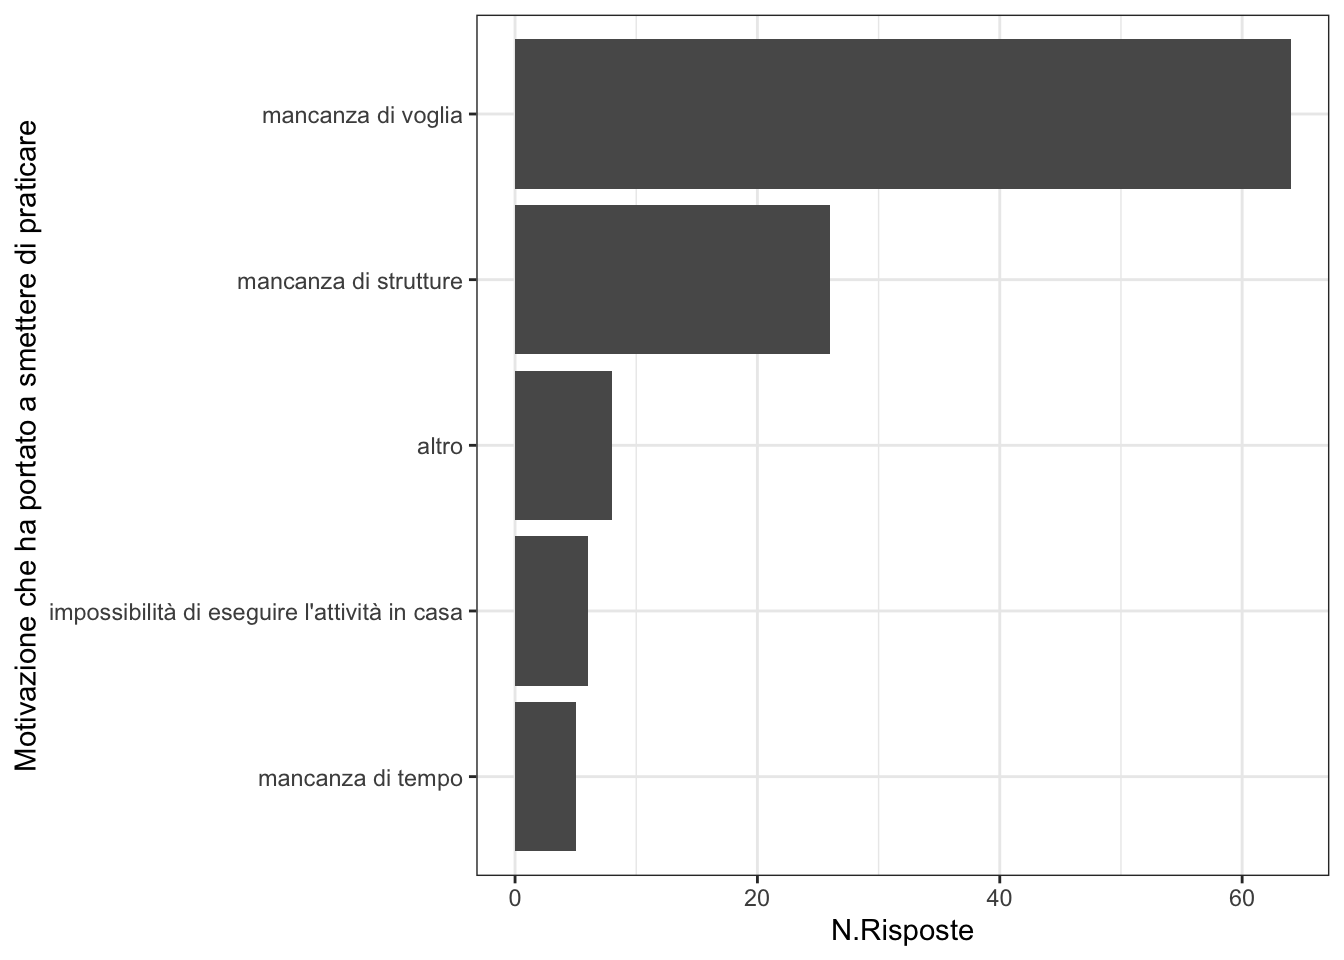 Motivazione che ha portato a smettere di praticare
mancanza di voglia
mancanza di strutture
altro
impossibilità di eseguire l'attività in casa
mancanza di tempo
0 20 40 60
N.Risposte